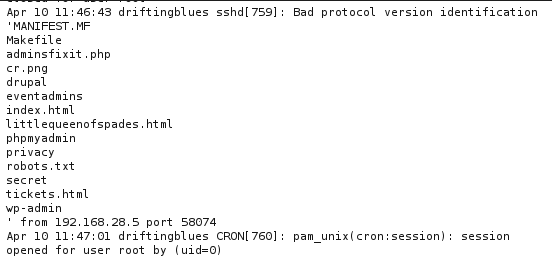 Apr 10 11:46:43 driftingblues sshd[759]: Bad protocol version identification
'MANIFEST.MF
Makefile
adminsfixit.php
cr.png
drupal
eventadmins
index.html
littlequeenofspades.html
phpmyadmin
privacy
robots.txt
secret
tickets.html
wp-admin
' from 192.168.28.5 port 58074
Apr 10 11:47:01 driftingblues CRON[760]: pam_unix(cron:session): session
opened for user root by (uid=0)